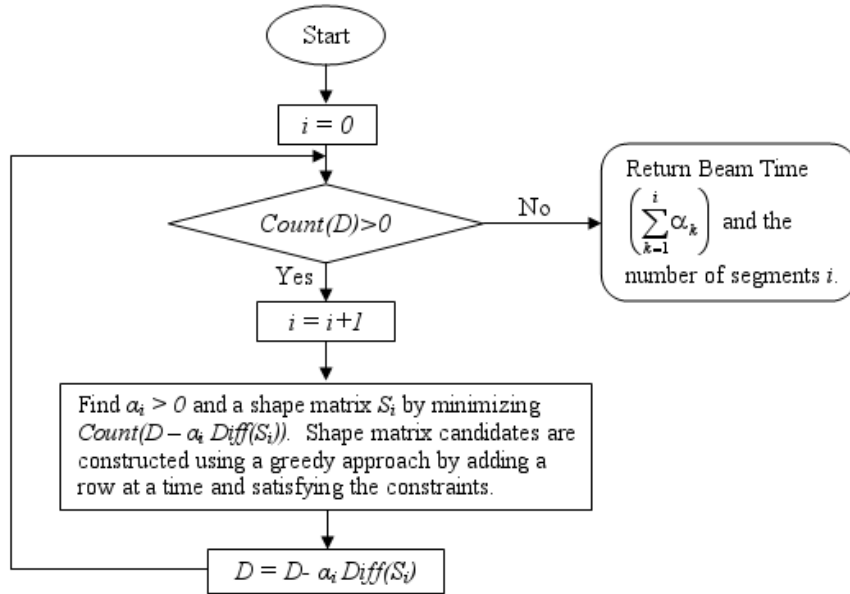 Start
i = 0
Count(D)>0
No
Return Beam Time
(∑_{k=1}^{i} α_k) and the
number of segments i.
Yes
i = i+1
Find α_i > 0 and a shape matrix S_i by minimizing
Count(D – α_i Diff(S_i)). Shape matrix candidates are
constructed using a greedy approach by adding a
row at a time and satisfying the constraints.
D = D- α_i Diff(S_i)